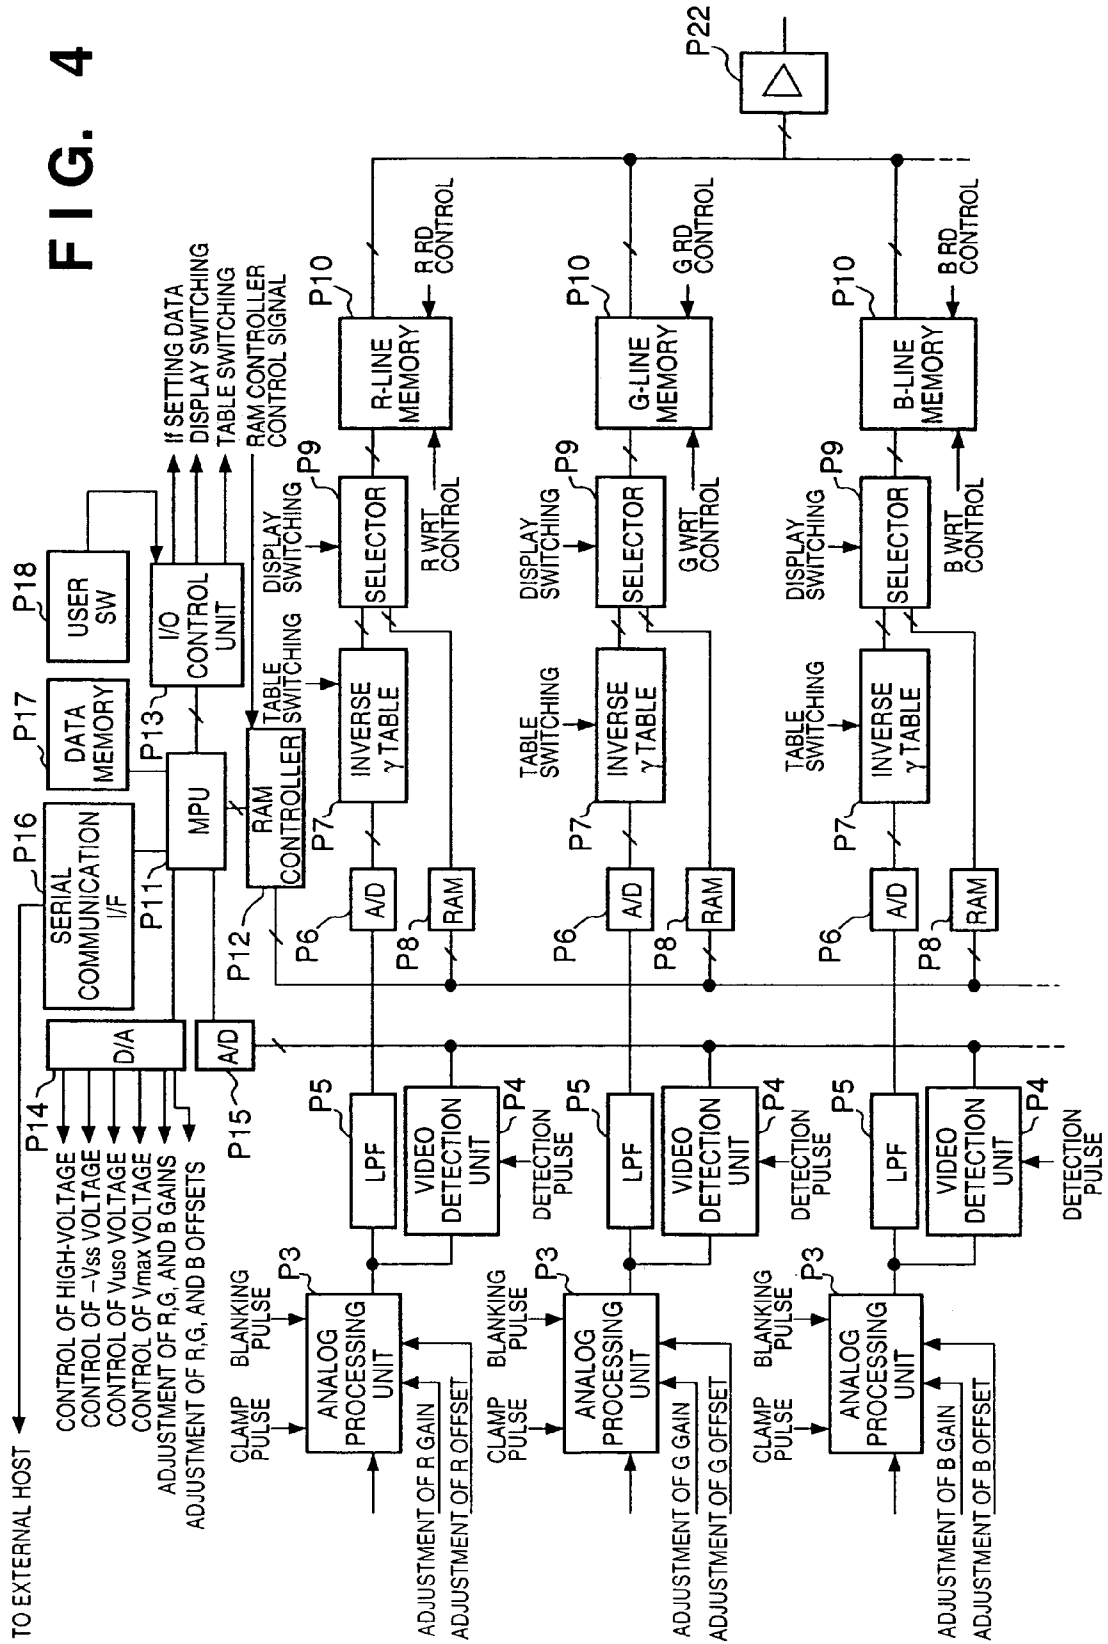 FIG. 4
TO EXTERNAL HOST
P14
D/A
CONTROL OF HIGH-VOLTAGE
CONTROL OF -Vss VOLTAGE
CONTROL OF Vuso VOLTAGE
CONTROL OF Vmax VOLTAGE
ADJUSTMENT OF R,G, AND B GAINS
ADJUSTMENT OF R,G, AND B OFFSETS
P15
A/D
P16
SERIAL
COMMUNICATION
I/F
P17
DATA
MEMORY
P18
USER
SW
P11
MPU
P13
I/O
CONTROL
UNIT
If SETTING DATA
DISPLAY SWITCHING
TABLE SWITCHING
RAM CONTROLLER
CONTROL SIGNAL
P12
RAM
CONTROLLER
CLAMP
PULSE
BLANKING
PULSE
P3
ANALOG
PROCESSING
UNIT
ADJUSTMENT OF R GAIN
ADJUSTMENT OF R OFFSET
P5
LPF
P4
VIDEO
DETECTION
UNIT
DETECTION
PULSE
P6
A/D
P8
RAM
P7
INVERSE
γ TABLE
TABLE
SWITCHING
DISPLAY
SWITCHING
P9
SELECTOR
P10
R-LINE
MEMORY
R WRT
CONTROL
R RD
CONTROL
CLAMP
PULSE
BLANKING
PULSE
P3
ANALOG
PROCESSING
UNIT
ADJUSTMENT OF G GAIN
ADJUSTMENT OF G OFFSET
P5
LPF
P4
VIDEO
DETECTION
UNIT
DETECTION
PULSE
P6
A/D
P8
RAM
P7
INVERSE
γ TABLE
TABLE
SWITCHING
DISPLAY
SWITCHING
P9
SELECTOR
P10
G-LINE
MEMORY
G WRT
CONTROL
G RD
CONTROL
CLAMP
PULSE
BLANKING
PULSE
P3
ANALOG
PROCESSING
UNIT
ADJUSTMENT OF B GAIN
ADJUSTMENT OF B OFFSET
P5
LPF
P4
VIDEO
DETECTION
UNIT
DETECTION
PULSE
P6
A/D
P8
RAM
P7
INVERSE
γ TABLE
TABLE
SWITCHING
DISPLAY
SWITCHING
P9
SELECTOR
P10
B-LINE
MEMORY
B WRT
CONTROL
B RD
CONTROL
P22